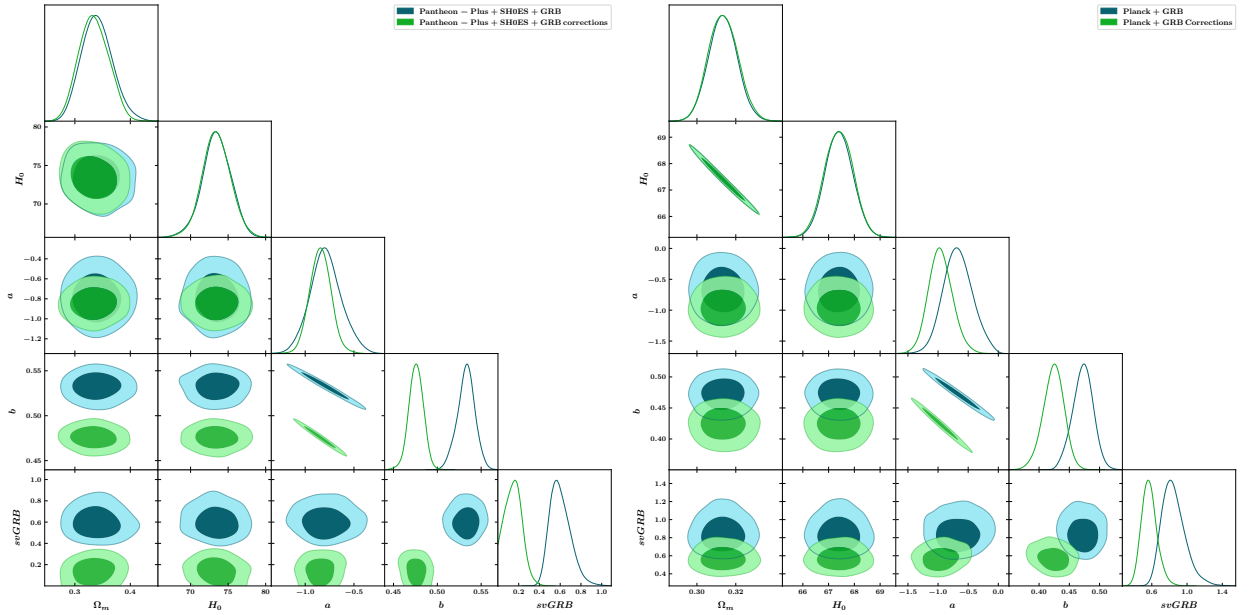 Pantheon − Plus + SH0ES + GRB
Pantheon − Plus + SH0ES + GRB corrections
80
75
70
H₀
−0.4
−0.6
−0.8
−1.0
−1.2
a
0.55
0.50
0.45
b
1.0
0.8
0.6
0.4
0.2
svGRB
0.3 0.4
70 75 80
−1.0 −0.5
0.45 0.50 0.55
0.2 0.4 0.6 0.8 1.0
Ωₘ H₀ a b svGRB
Planck + GRB
Planck + GRB Corrections
69
68
67
66
H₀
0.0
−0.5
−1.0
−1.5
a
0.50
0.45
0.40
b
1.4
1.2
1.0
0.8
0.6
0.4
svGRB
0.30 0.32
66 67 68 69
−1.5 −1.0 −0.5 0.0
0.40 0.45 0.50
0.6 1.0 1.4
Ωₘ H₀ a b svGRB